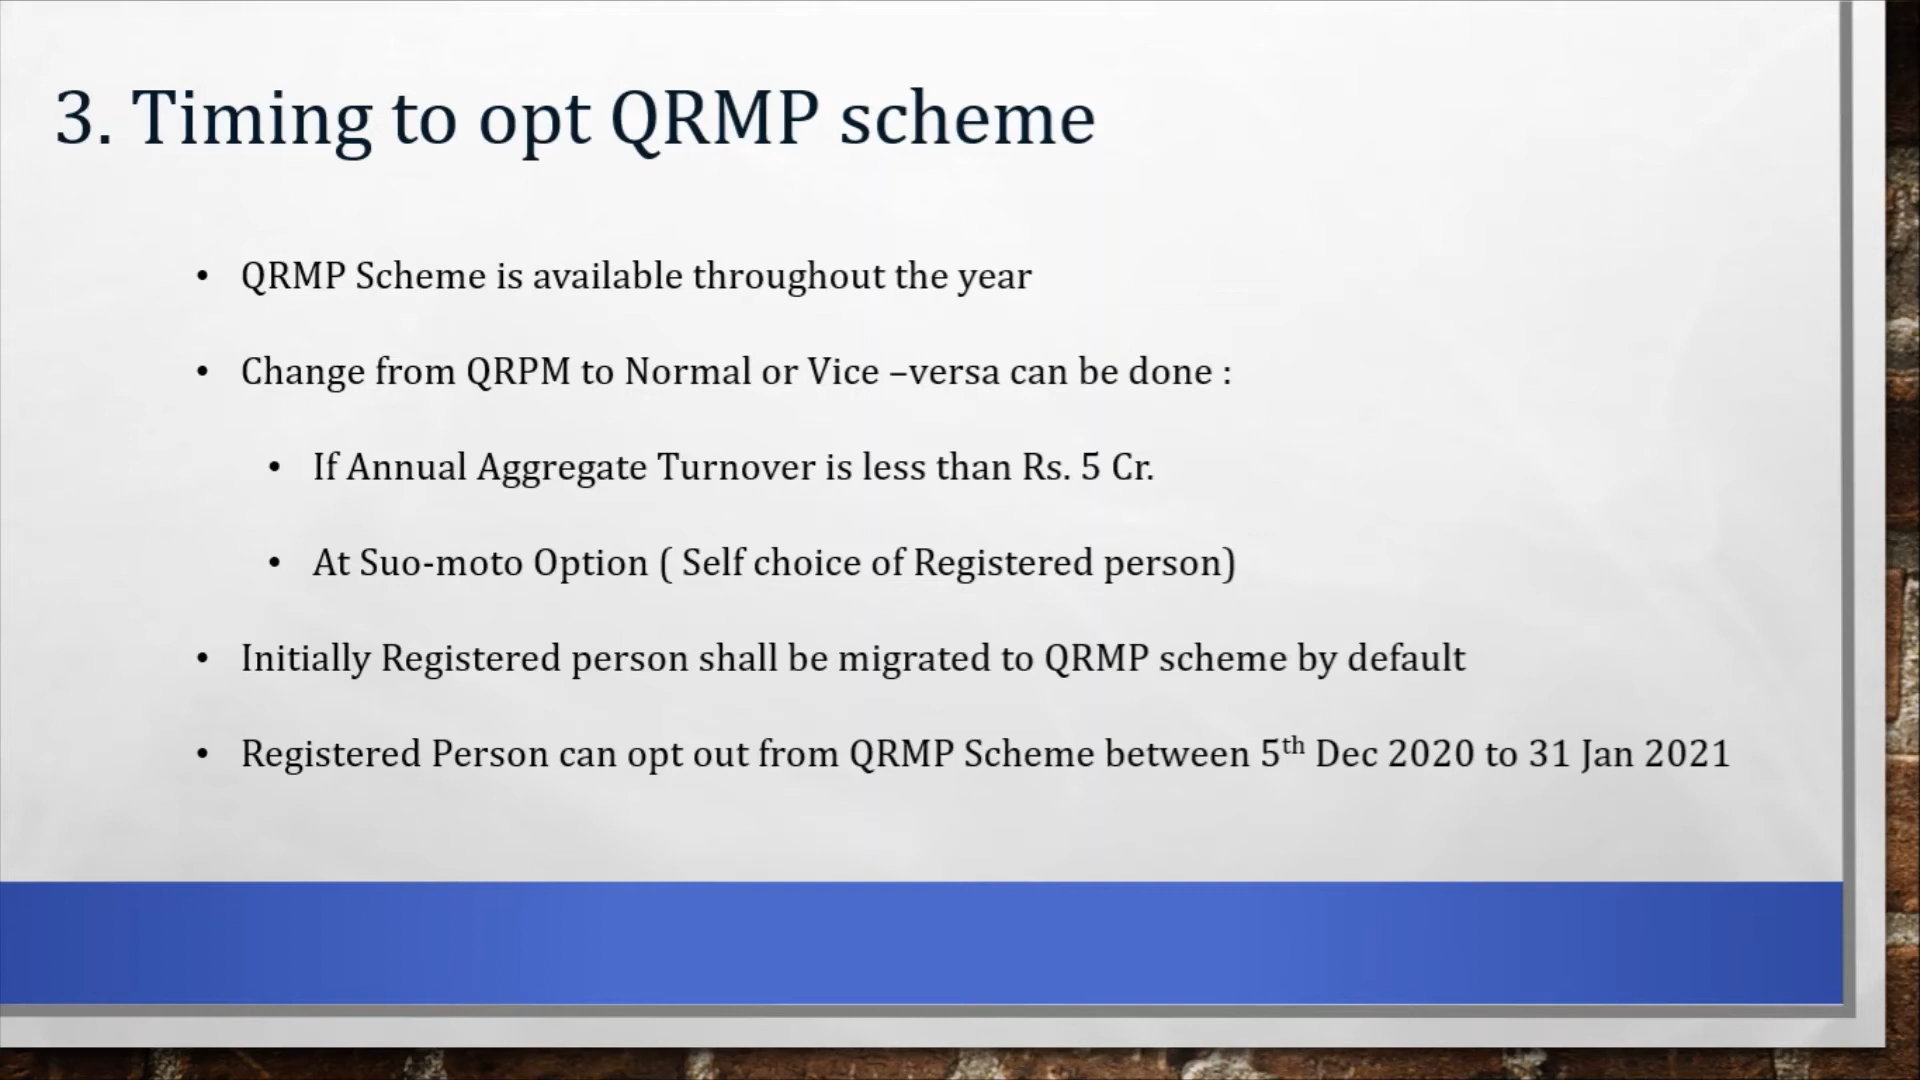 3. Timing to opt QRMP scheme
• QRMP Scheme is available throughout the year
• Change from QRPM to Normal or Vice –versa can be done :
• If Annual Aggregate Turnover is less than Rs. 5 Cr.
• At Suo-moto Option ( Self choice of Registered person)
• Initially Registered person shall be migrated to QRMP scheme by default
• Registered Person can opt out from QRMP Scheme between 5th Dec 2020 to 31 Jan 2021